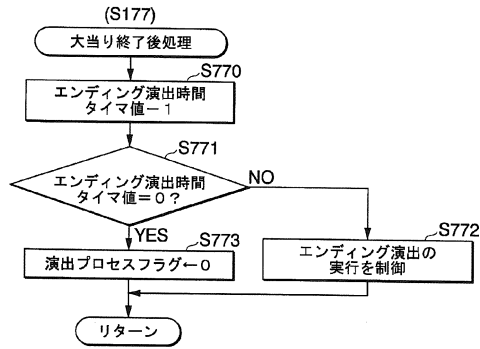 (S177)
大当り終了後処理
S770
エンディング演出時間
タイマ値－1
S771
エンディング演出時間
タイマ値＝0？
NO
YES
S773
演出プロセスフラグ←0
S772
エンディング演出の
実行を制御
リターン